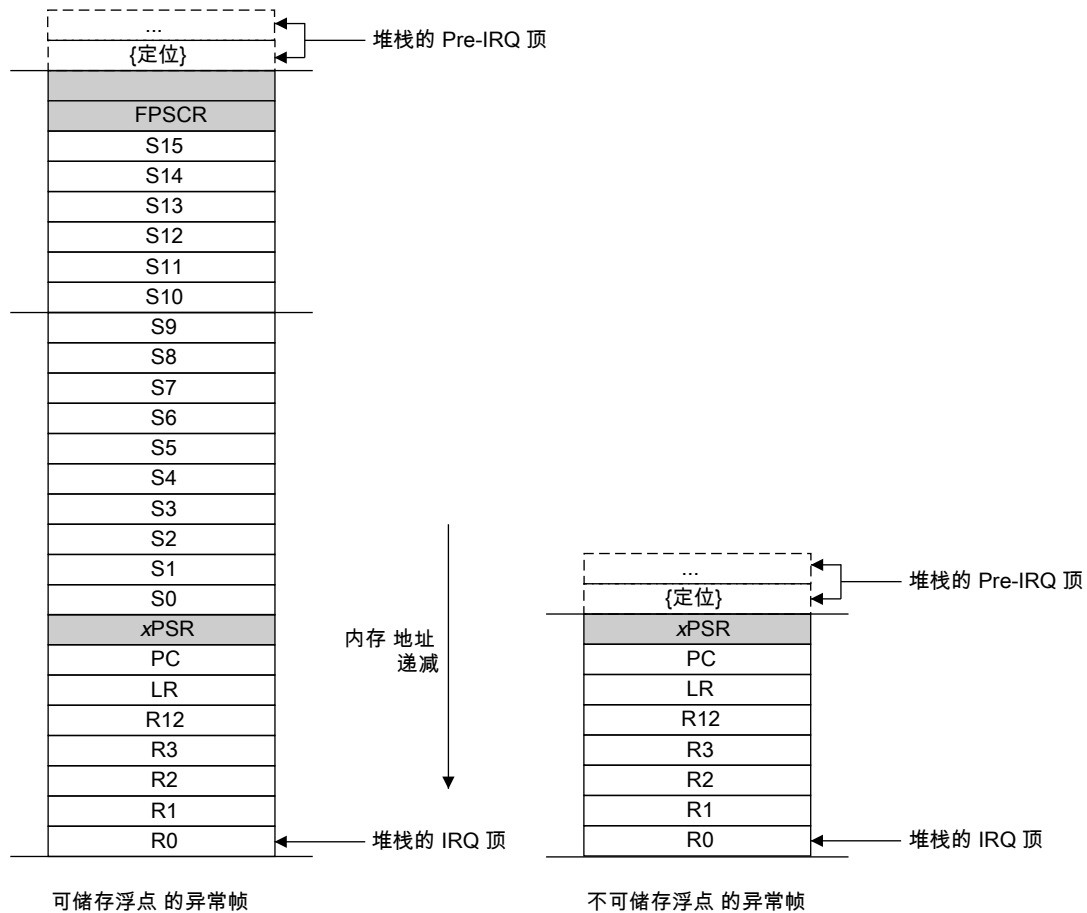 ...
{定位}
堆栈的 Pre-IRQ 顶
FPSCR
S15
S14
S13
S12
S11
S10
S9
S8
S7
S6
S5
S4
S3
S2
S1
S0
xPSR
PC
LR
R12
R3
R2
R1
R0
堆栈的 IRQ 顶
可储存浮点 的异常帧
内存 地址
递减
...
{定位}
堆栈的 Pre-IRQ 顶
xPSR
PC
LR
R12
R3
R2
R1
R0
堆栈的 IRQ 顶
不可储存浮点 的异常帧